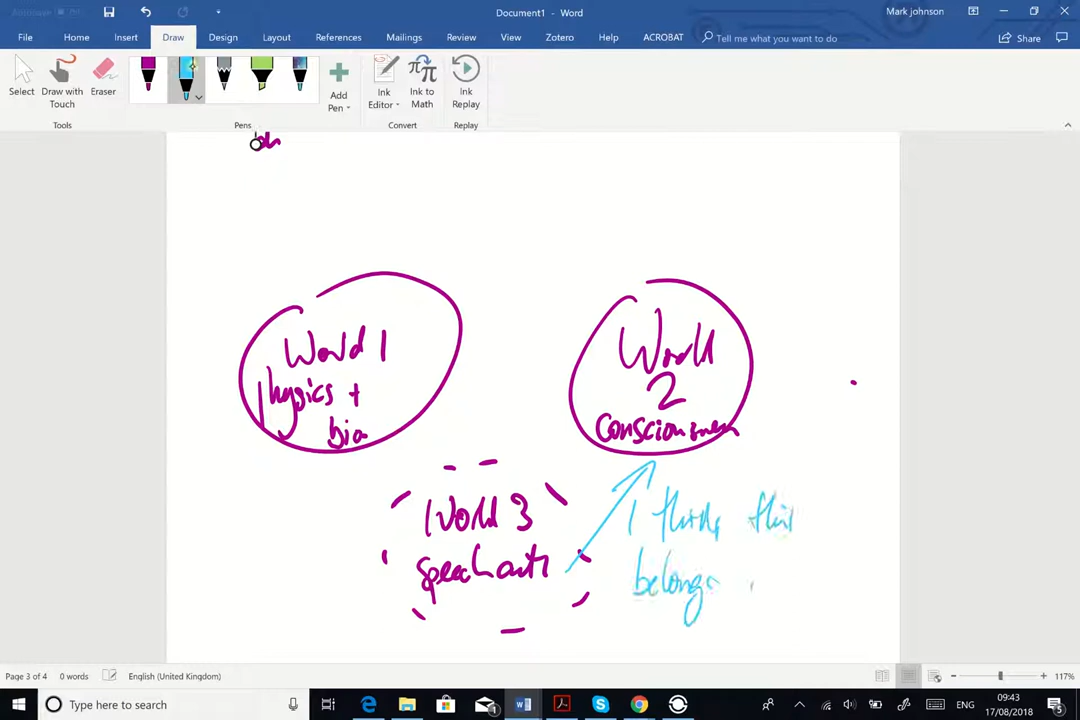 Document1 - Word
Mark johnson
File Home Insert Draw Design Layout References Mailings Review View Zotero Help ACROBAT Tell me what you want to do Share
Select Draw with Touch Eraser Add Pen Ink Editor Ink to Math Ink Replay
Tools Pens Convert Replay
World 1
Physics +
bio
World
2
World 3
I think this
belongs
Page 3 of 4 0 words English (United Kingdom) 117%
Type here to search
ENG
09:43
17/08/2018
5